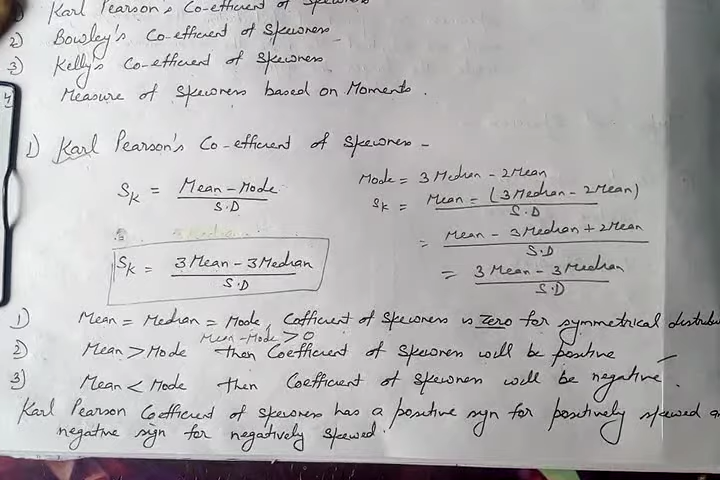 1) Karl Pearson's Co-efficient of Skewness
2) Bowley's Co-efficient of Skewness
3) Kelly's Co-efficient of Skewness
Measure of Skewness based on Moments.
1) Karl Pearson's Co-efficient of Skewness -
Sk = Mean - Mode / S.D
Mode = 3 Median - 2 Mean
Sk = Mean - (3 Median - 2 Mean) / S.D
= Mean - 3 Median + 2 Mean / S.D
Sk = 3 Mean - 3 Median / S.D
= 3 Mean - 3 Median / S.D
1) Mean = Median = Mode, Cofficient of Skewness is Zero for symmetrical distribu
Mean - Mode > 0
2) Mean > Mode then Coefficient of Skewness will be positive
3) Mean < Mode then Coefficient of Skewness will be negative.
Karl Pearson Coefficient of skewness has a positive sign for positively skewed a
negative sign for negatively skewed.